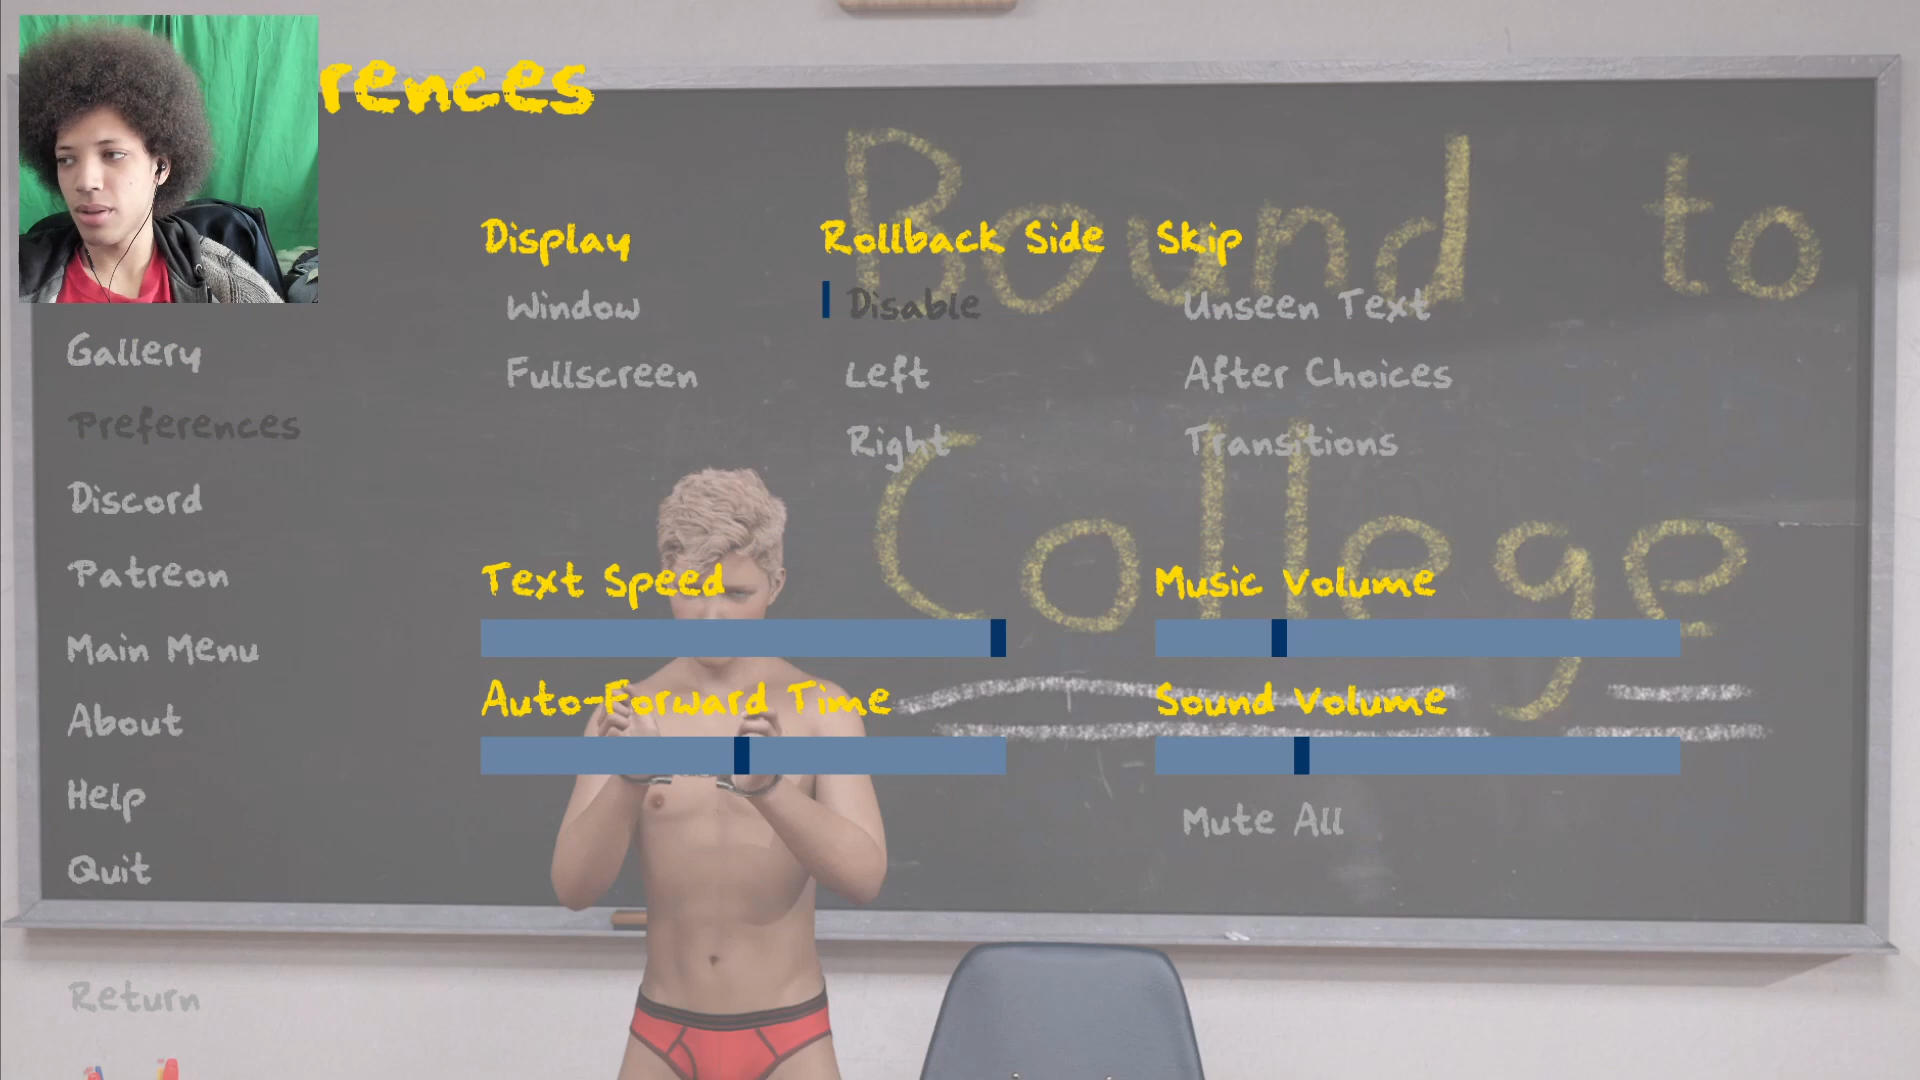 rences
Bound to
College
Display
Window
Fullscreen
Rollback Side
Disable
Left
Right
Skip
Unseen Text
After Choices
Transitions
Gallery
Preferences
Discord
Patreon
Main Menu
About
Help
Quit
Return
Text Speed
Auto-Forward Time
Music Volume
Sound Volume
Mute All